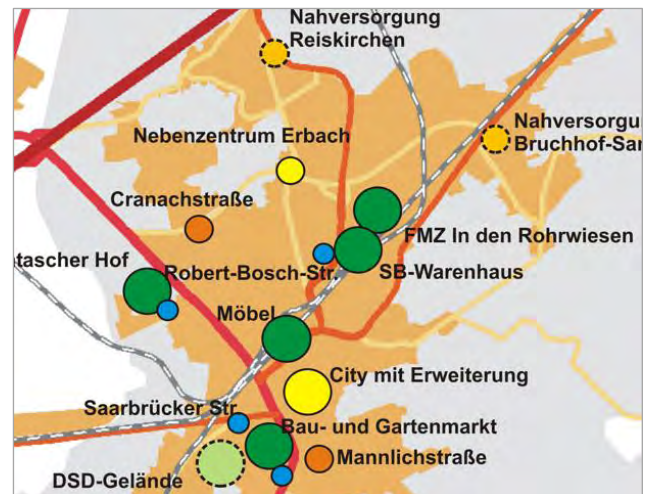 Nahversorgung
Reiskirchen
Nahversorgu
Bruchhof-Sa
Nebenzentrum Erbach
Cranachstraße
FMZ In den Rohrwiesen
tascher Hof
Robert-Bosch-Str.
SB-Warenhaus
Möbel
City mit Erweiterung
Saarbrücker Str.
Bau- und Gartenmarkt
Mannlichstraße
DSD-Gelände